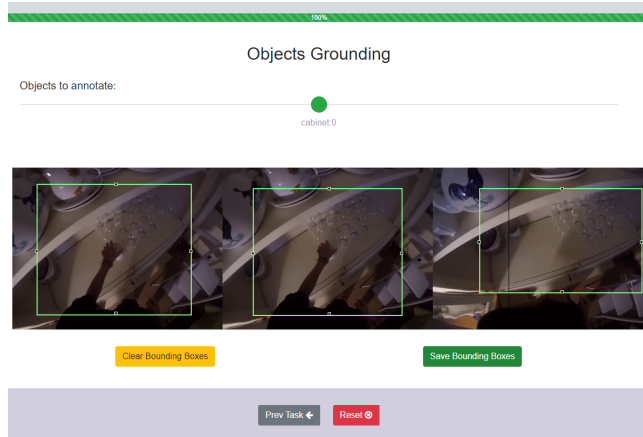 100%
Objects Grounding
Objects to annotate:
cabinet:0
Clear Bounding Boxes
Save Bounding Boxes
Prev Task
Reset